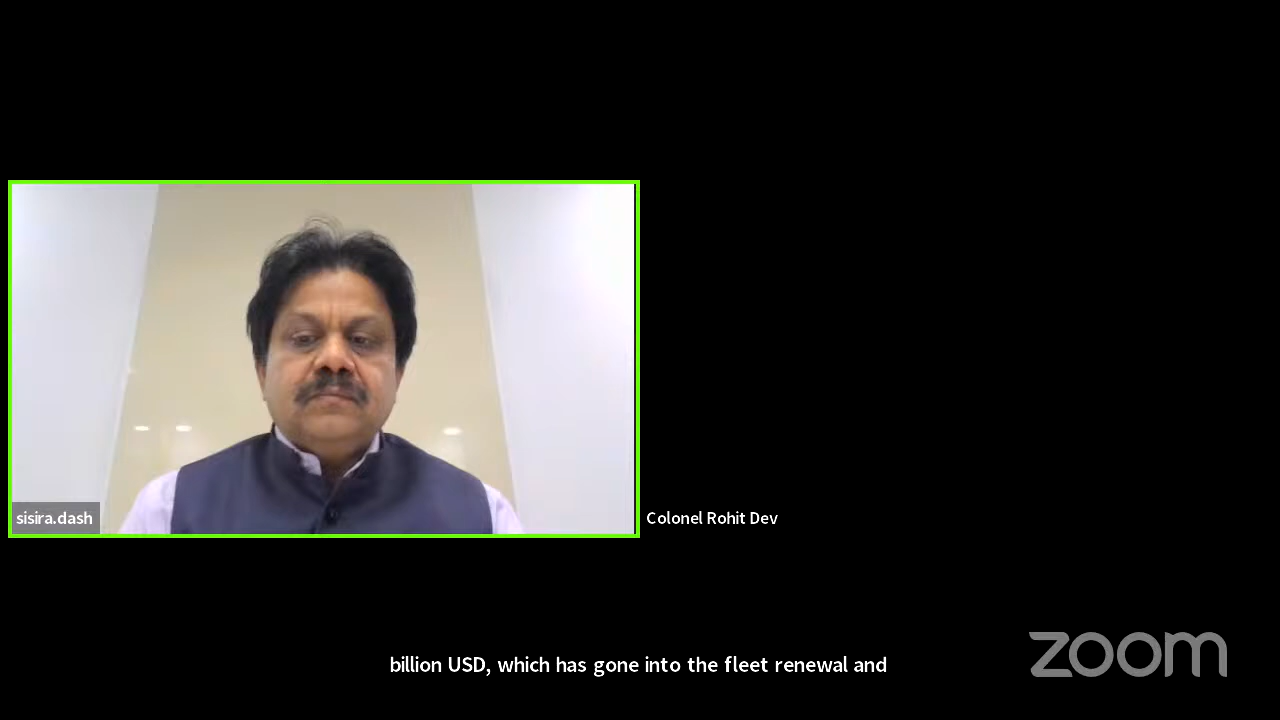 sisira.dash
Colonel Rohit Dev
billion USD, which has gone into the fleet renewal and
zoom